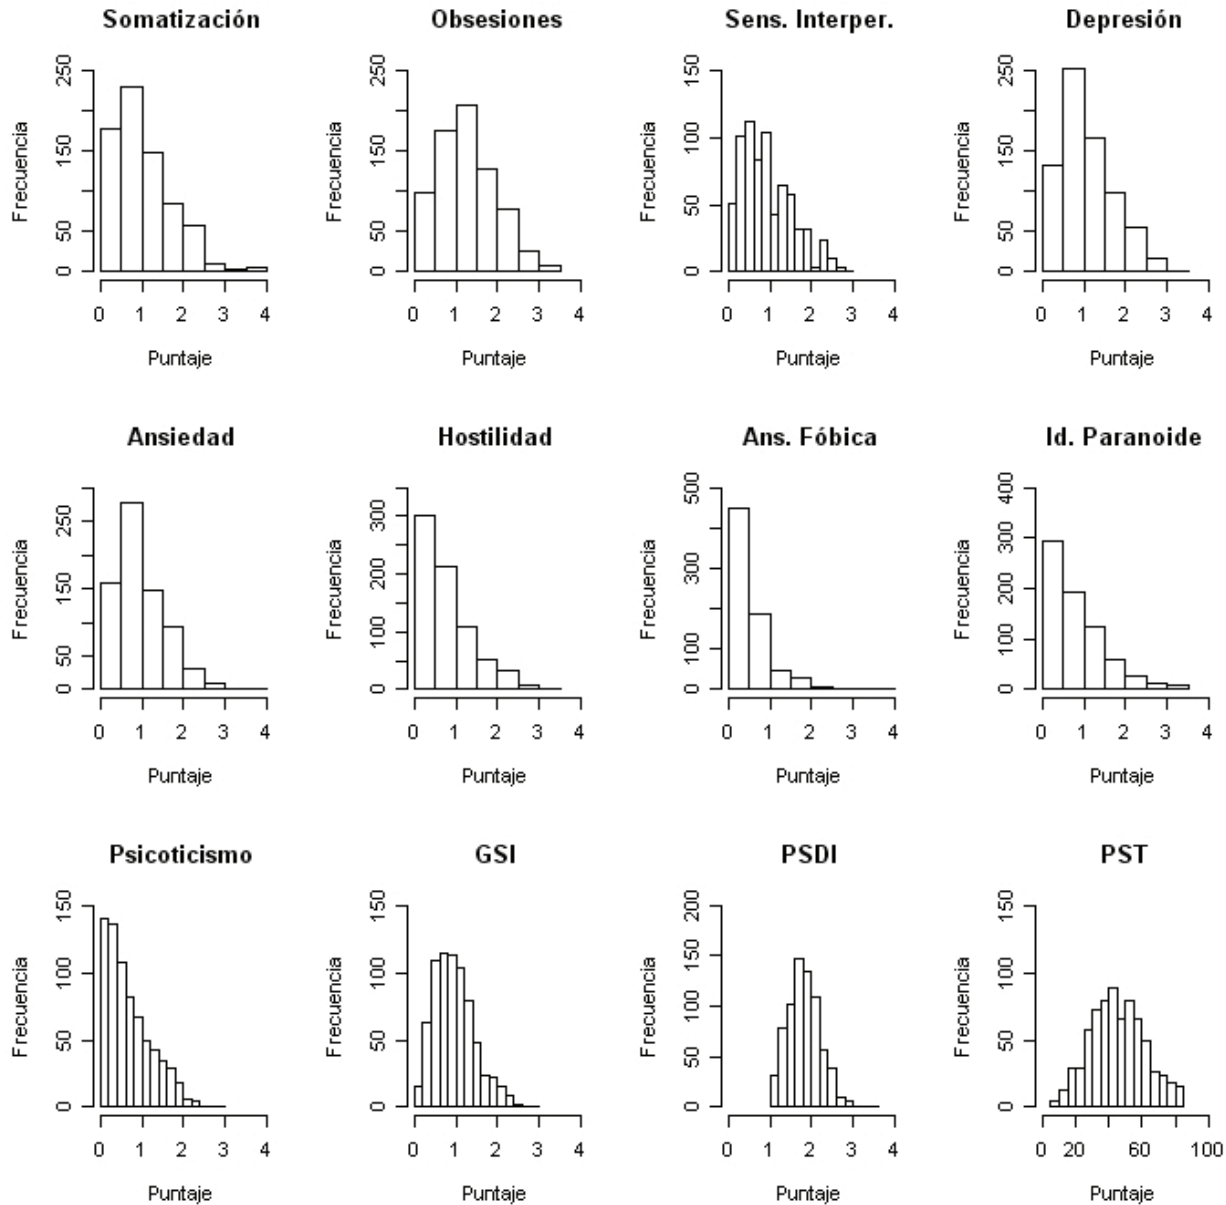 Somatización
Obsesiones
Sens. Interper.
Depresión
Frecuencia
0 50 150 250
0 1 2 3 4
Puntaje
Frecuencia
0 50 150 250
0 1 2 3 4
Puntaje
Frecuencia
0 50 100 150
0 1 2 3 4
Puntaje
Frecuencia
0 50 150 250
0 1 2 3 4
Puntaje
Ansiedad
Hostilidad
Ans. Fóbica
Id. Paranoide
Frecuencia
0 50 150 250
0 1 2 3 4
Puntaje
Frecuencia
0 100 200 300
0 1 2 3 4
Puntaje
Frecuencia
0 100 300 500
0 1 2 3 4
Puntaje
Frecuencia
0 100 200 300 400
0 1 2 3 4
Puntaje
Psicoticismo
GSI
PSDI
PST
Frecuencia
0 50 100 150
0 1 2 3 4
Puntaje
Frecuencia
0 50 100 150
0 1 2 3 4
Puntaje
Frecuencia
0 50 100 150 200
0 1 2 3 4
Puntaje
Frecuencia
0 50 100 150
0 20 60 100
Puntaje